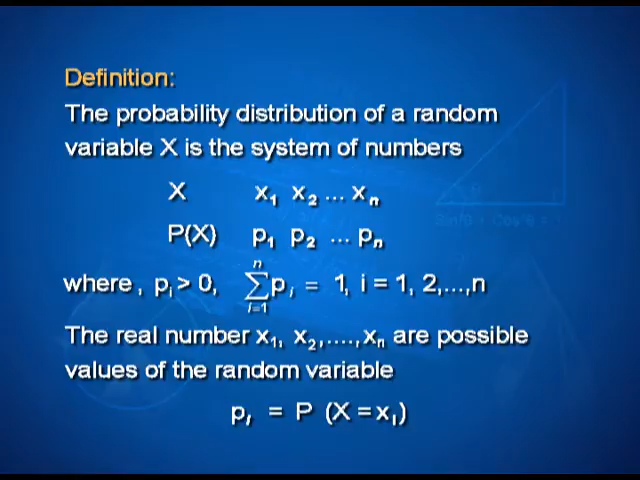 Definition:
The probability distribution of a random
variable X is the system of numbers
X x₁ x₂ ... xₙ
P(X) p₁ p₂ ... pₙ
where, pᵢ > 0, n ∑ i=1 pᵢ = 1, i = 1, 2,...,n
The real number x₁, x₂,....,xₙ are possible
values of the random variable
pᵢ = P (X = xᵢ)